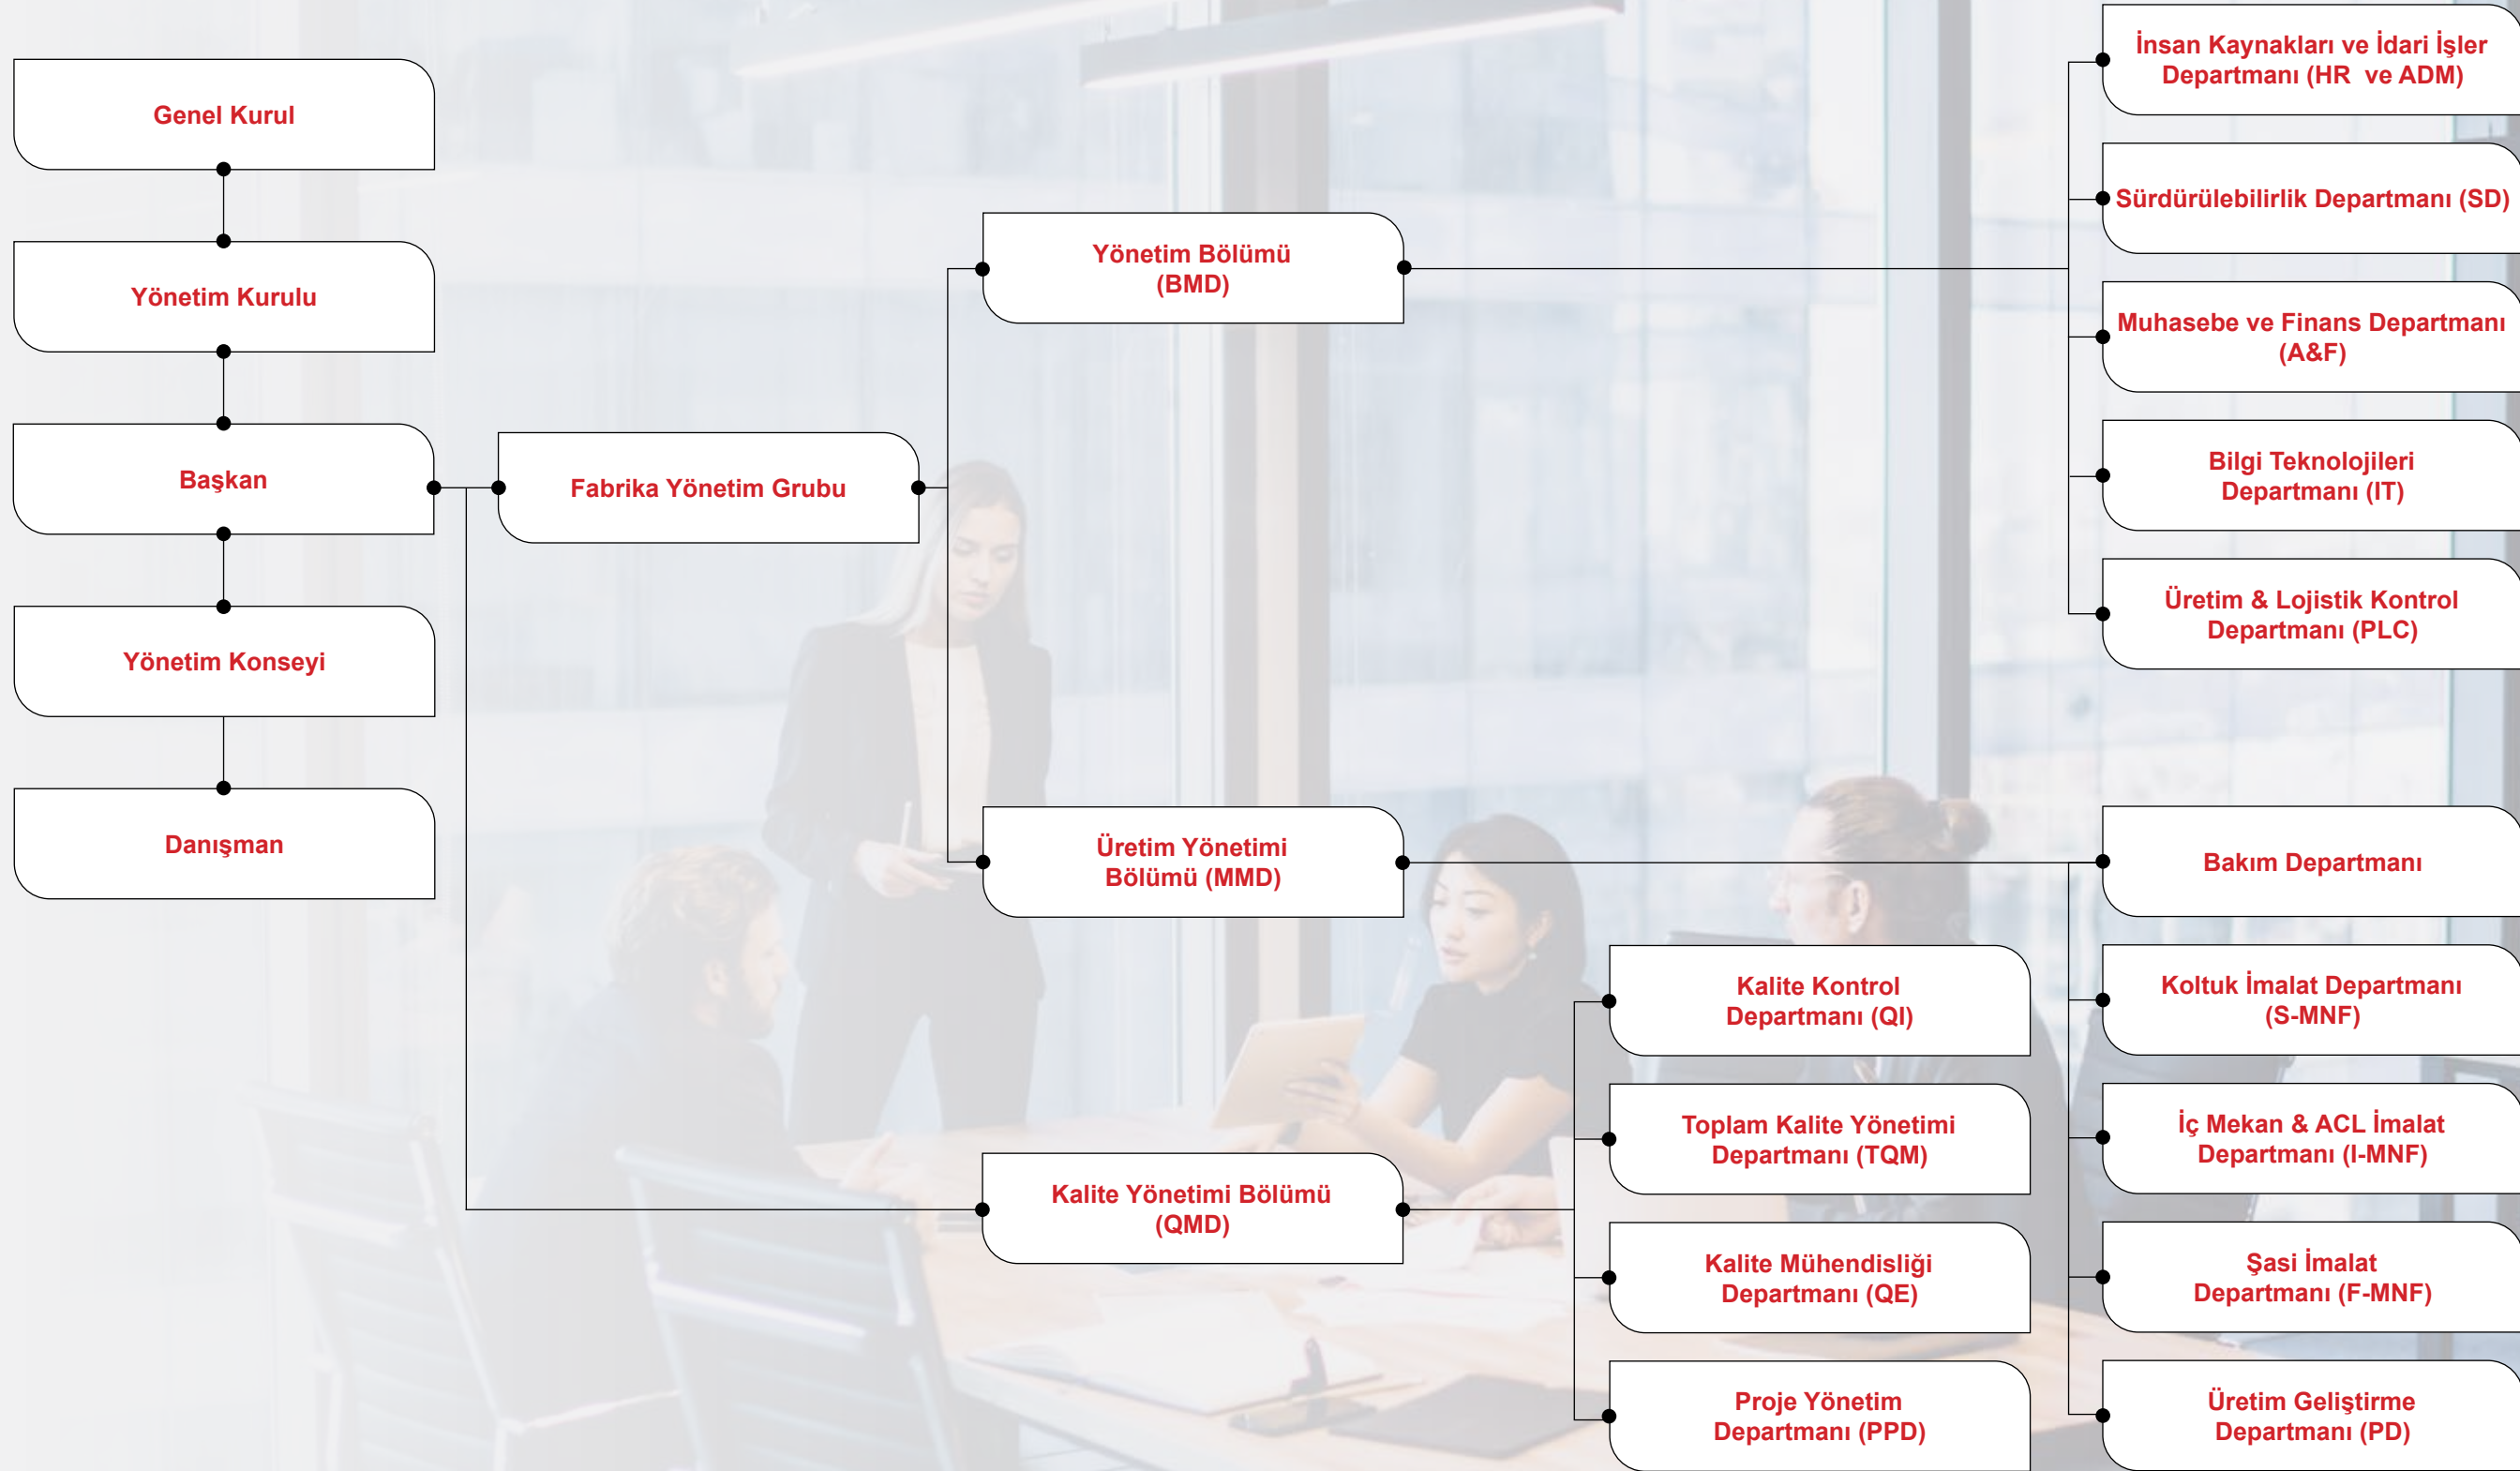 Genel Kurul
Yönetim Kurulu
Başkan
Yönetim Konseyi
Danışman
Fabrika Yönetim Grubu
Yönetim Bölümü
(BMD)
Üretim Yönetimi
Bölümü (MMD)
Kalite Yönetimi Bölümü
(QMD)
Kalite Kontrol
Departmanı (QI)
Toplam Kalite Yönetimi
Departmanı (TQM)
Kalite Mühendisliği
Departmanı (QE)
Proje Yönetim
Departmanı (PPD)
İnsan Kaynakları ve İdari İşler
Departmanı (HR ve ADM)
Sürdürülebilirlik Departmanı (SD)
Muhasebe ve Finans Departmanı
(A&F)
Bilgi Teknolojileri
Departmanı (IT)
Üretim & Lojistik Kontrol
Departmanı (PLC)
Bakım Departmanı
Koltuk İmalat Departmanı
(S-MNF)
İç Mekan & ACL İmalat
Departmanı (I-MNF)
Şasi İmalat
Departmanı (F-MNF)
Üretim Geliştirme
Departmanı (PD)